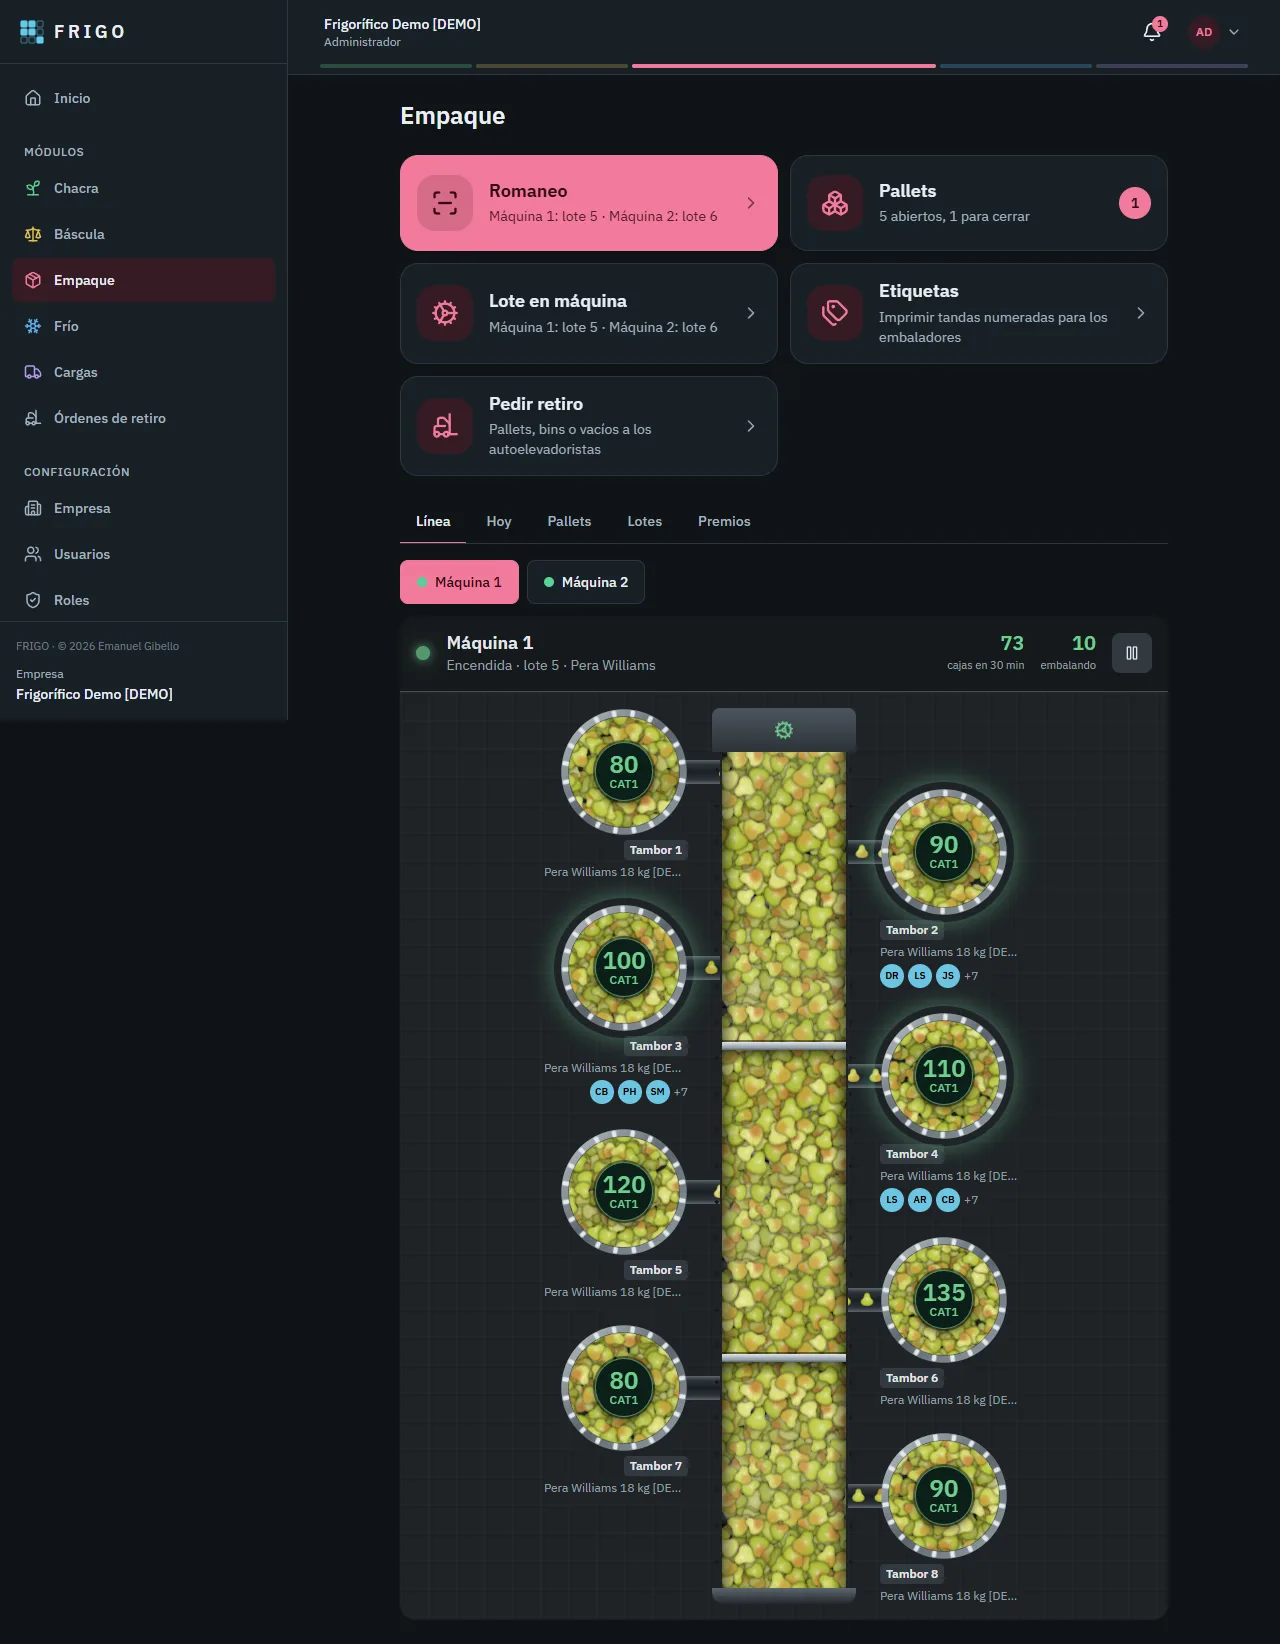 FRIGO
Frigorífico Demo [DEMO]
Administrador
1
AD
Inicio
MÓDULOS
Chacra
Báscula
Empaque
Frío
Cargas
Órdenes de retiro
CONFIGURACIÓN
Empresa
Usuarios
Roles
FRIGO · © 2026 Emanuel Gibello
Empresa
Frigorífico Demo [DEMO]
Empaque
Romaneo
Máquina 1: lote 5 · Máquina 2: lote 6
Pallets
5 abiertos, 1 para cerrar
1
Lote en máquina
Máquina 1: lote 5 · Máquina 2: lote 6
Etiquetas
Imprimir tandas numeradas para los
embaladores
Pedir retiro
Pallets, bins o vacíos a los
autoelevadoristas
Línea
Hoy
Pallets
Lotes
Premios
Máquina 1
Máquina 2
Máquina 1
Encendida · lote 5 · Pera Williams
73
cajas en 30 min
10
embalando
80
CAT1
Tambor 1
Pera Williams 18 kg [DE...
90
CAT1
Tambor 2
Pera Williams 18 kg [DE...
DR LS JS +7
100
CAT1
Tambor 3
Pera Williams 18 kg [DE...
CB PH SM +7
110
CAT1
Tambor 4
Pera Williams 18 kg [DE...
LS AR CB +7
120
CAT1
Tambor 5
Pera Williams 18 kg [DE...
135
CAT1
Tambor 6
Pera Williams 18 kg [DE...
80
CAT1
Tambor 7
Pera Williams 18 kg [DE...
90
CAT1
Tambor 8
Pera Williams 18 kg [DE...